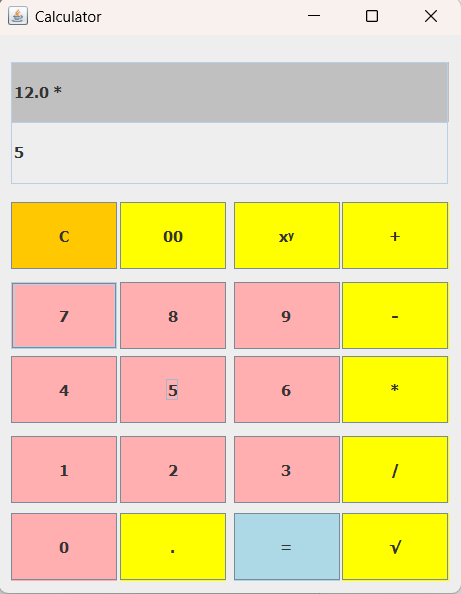 Calculator
12.0 *
5
C 00 xʸ +
7 8 9 -
4 5 6 *
1 2 3 /
0 . = √